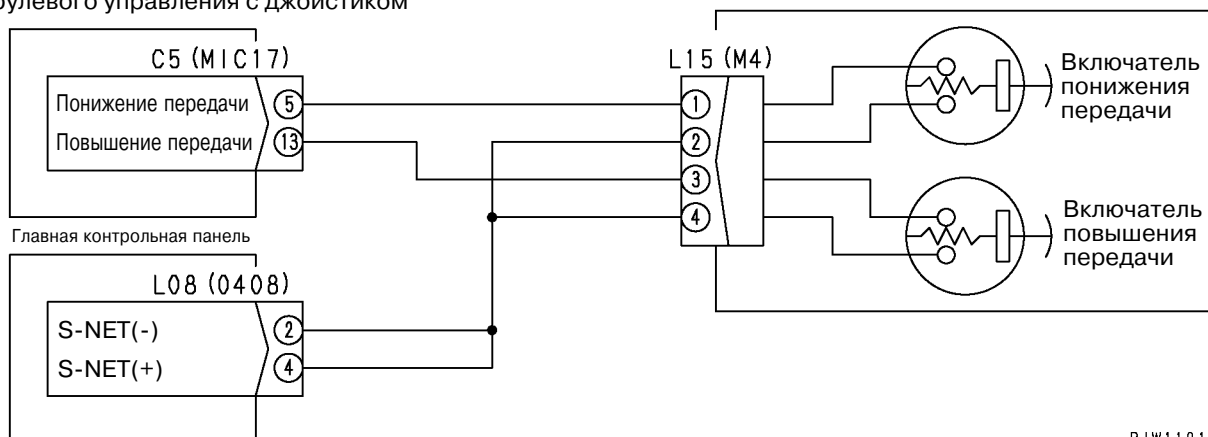 рулевого управления с джойстиком
C5 (MIC17)
Понижение передачи
5
Повышение передачи
13
L15 (M4)
1
2
3
4
Включатель
понижения
передачи
Включатель
повышения
передачи
Главная контрольная панель
L08 (0408)
S-NET(-)
2
S-NET(+)
4